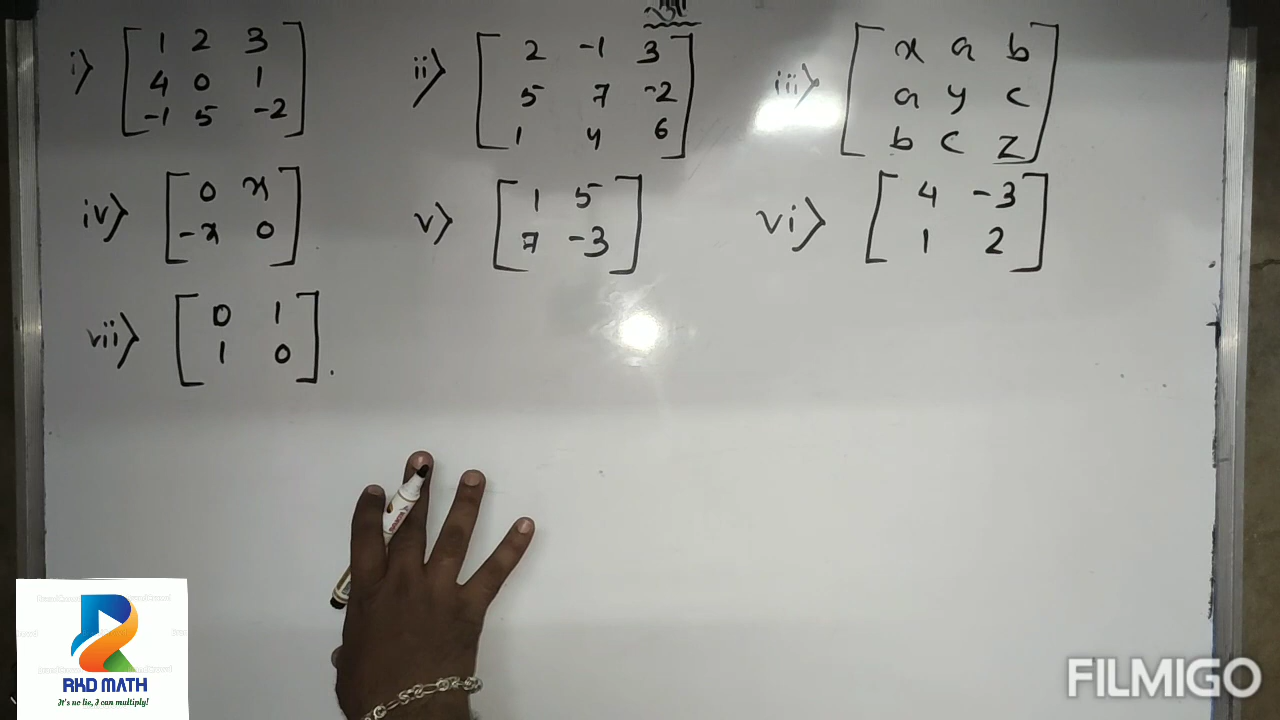 i) [ 1 2 3
4 0 1
-1 5 -2 ]
ii) [ 2 -1 3
5 7 -2
1 4 6 ]
iii) [ x a b
a y c
b c z ]
iv) [ 0 x
-x 0 ]
v) [ 1 5
7 -3 ]
vi) [ 4 -3
1 2 ]
vii) [ 0 1
1 0 ].
RKD MATH
It's no lie, I can multiply!
FILMIGO